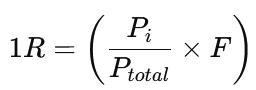 1R = (P_i / P_total × F)